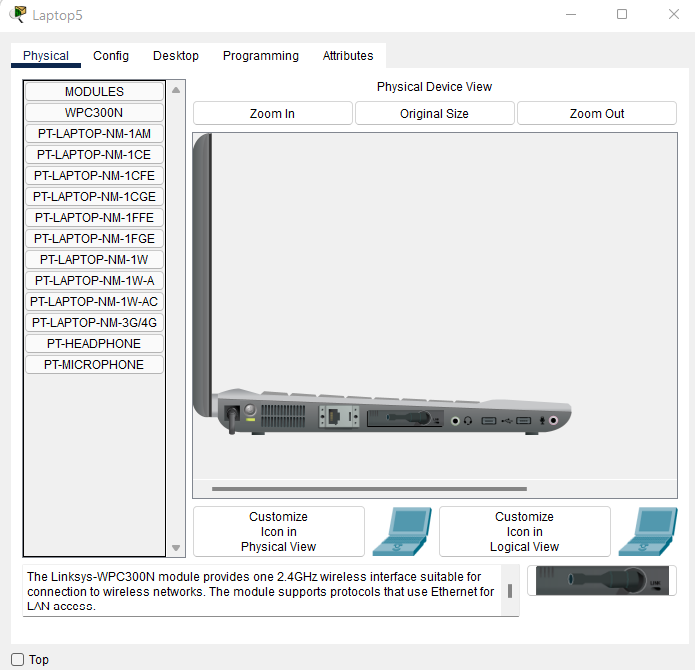 Laptop5
Physical Config Desktop Programming Attributes
MODULES
WPC300N
PT-LAPTOP-NM-1AM
PT-LAPTOP-NM-1CE
PT-LAPTOP-NM-1CFE
PT-LAPTOP-NM-1CGE
PT-LAPTOP-NM-1FFE
PT-LAPTOP-NM-1FGE
PT-LAPTOP-NM-1W
PT-LAPTOP-NM-1W-A
PT-LAPTOP-NM-1W-AC
PT-LAPTOP-NM-3G/4G
PT-HEADPHONE
PT-MICROPHONE
Physical Device View
Zoom In Original Size Zoom Out
Customize
Icon in
Physical View
Customize
Icon in
Logical View
The Linksys-WPC300N module provides one 2.4GHz wireless interface suitable for
connection to wireless networks. The module supports protocols that use Ethernet for
LAN access.
LINK
Top